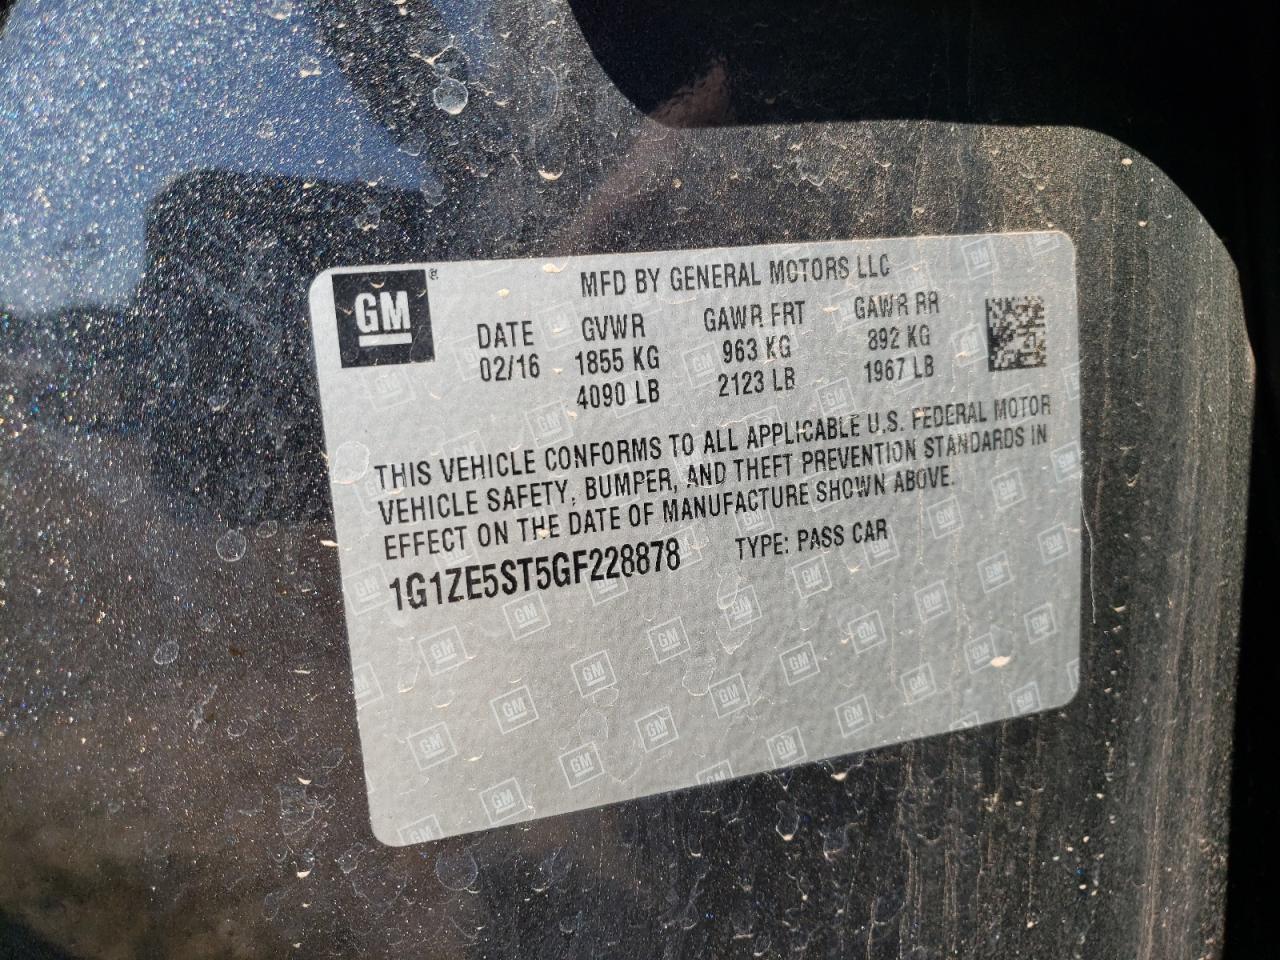 GM®
MFD BY GENERAL MOTORS LLC
DATE GVWR GAWR FRT GAWR RR
02/16 1855 KG 963 KG 892 KG
4090 LB 2123 LB 1967 LB
THIS VEHICLE CONFORMS TO ALL APPLICABLE U.S. FEDERAL MOTOR
VEHICLE SAFETY, BUMPER, AND THEFT PREVENTION STANDARDS IN
EFFECT ON THE DATE OF MANUFACTURE SHOWN ABOVE.
1G1ZE5ST5GF228878 TYPE: PASS CAR